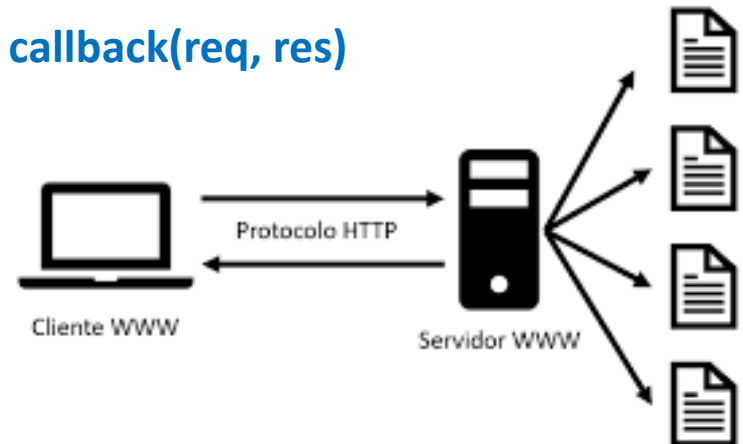 callback(req, res)
Protocolo HTTP
Cliente WWW
Servidor WWW